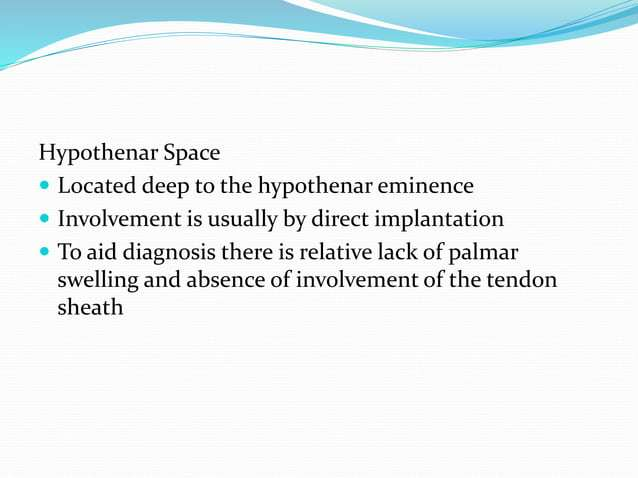 Hypothenar Space
• Located deep to the hypothenar eminence
• Involvement is usually by direct implantation
• To aid diagnosis there is relative lack of palmar
swelling and absence of involvement of the tendon
sheath